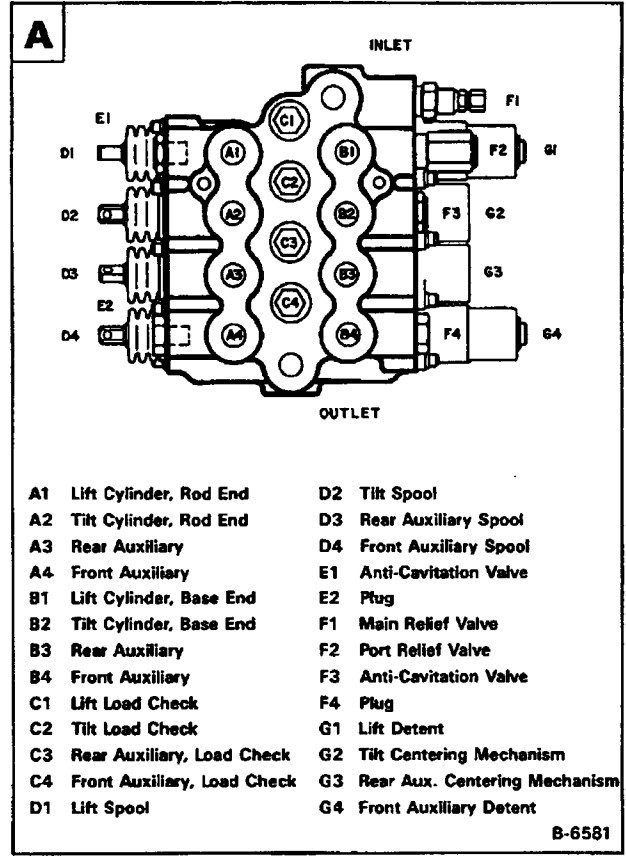 A
INLET
C1
F1
E1
D1
A1
B1
F2
G1
C2
D2
A2
B2
F3
G2
C3
D3
A3
B3
G3
E2
C4
D4
A4
B4
F4
G4
OUTLET
A1 Lift Cylinder, Rod End
A2 Tilt Cylinder, Rod End
A3 Rear Auxiliary
A4 Front Auxiliary
B1 Lift Cylinder, Base End
B2 Tilt Cylinder, Base End
B3 Rear Auxiliary
B4 Front Auxiliary
C1 Lift Load Check
C2 Tilt Load Check
C3 Rear Auxiliary, Load Check
C4 Front Auxiliary, Load Check
D1 Lift Spool
D2 Tilt Spool
D3 Rear Auxiliary Spool
D4 Front Auxiliary Spool
E1 Anti-Cavitation Valve
E2 Plug
F1 Main Relief Valve
F2 Port Relief Valve
F3 Anti-Cavitation Valve
F4 Plug
G1 Lift Detent
G2 Tilt Centering Mechanism
G3 Rear Aux. Centering Mechanism
G4 Front Auxiliary Detent
B-6581